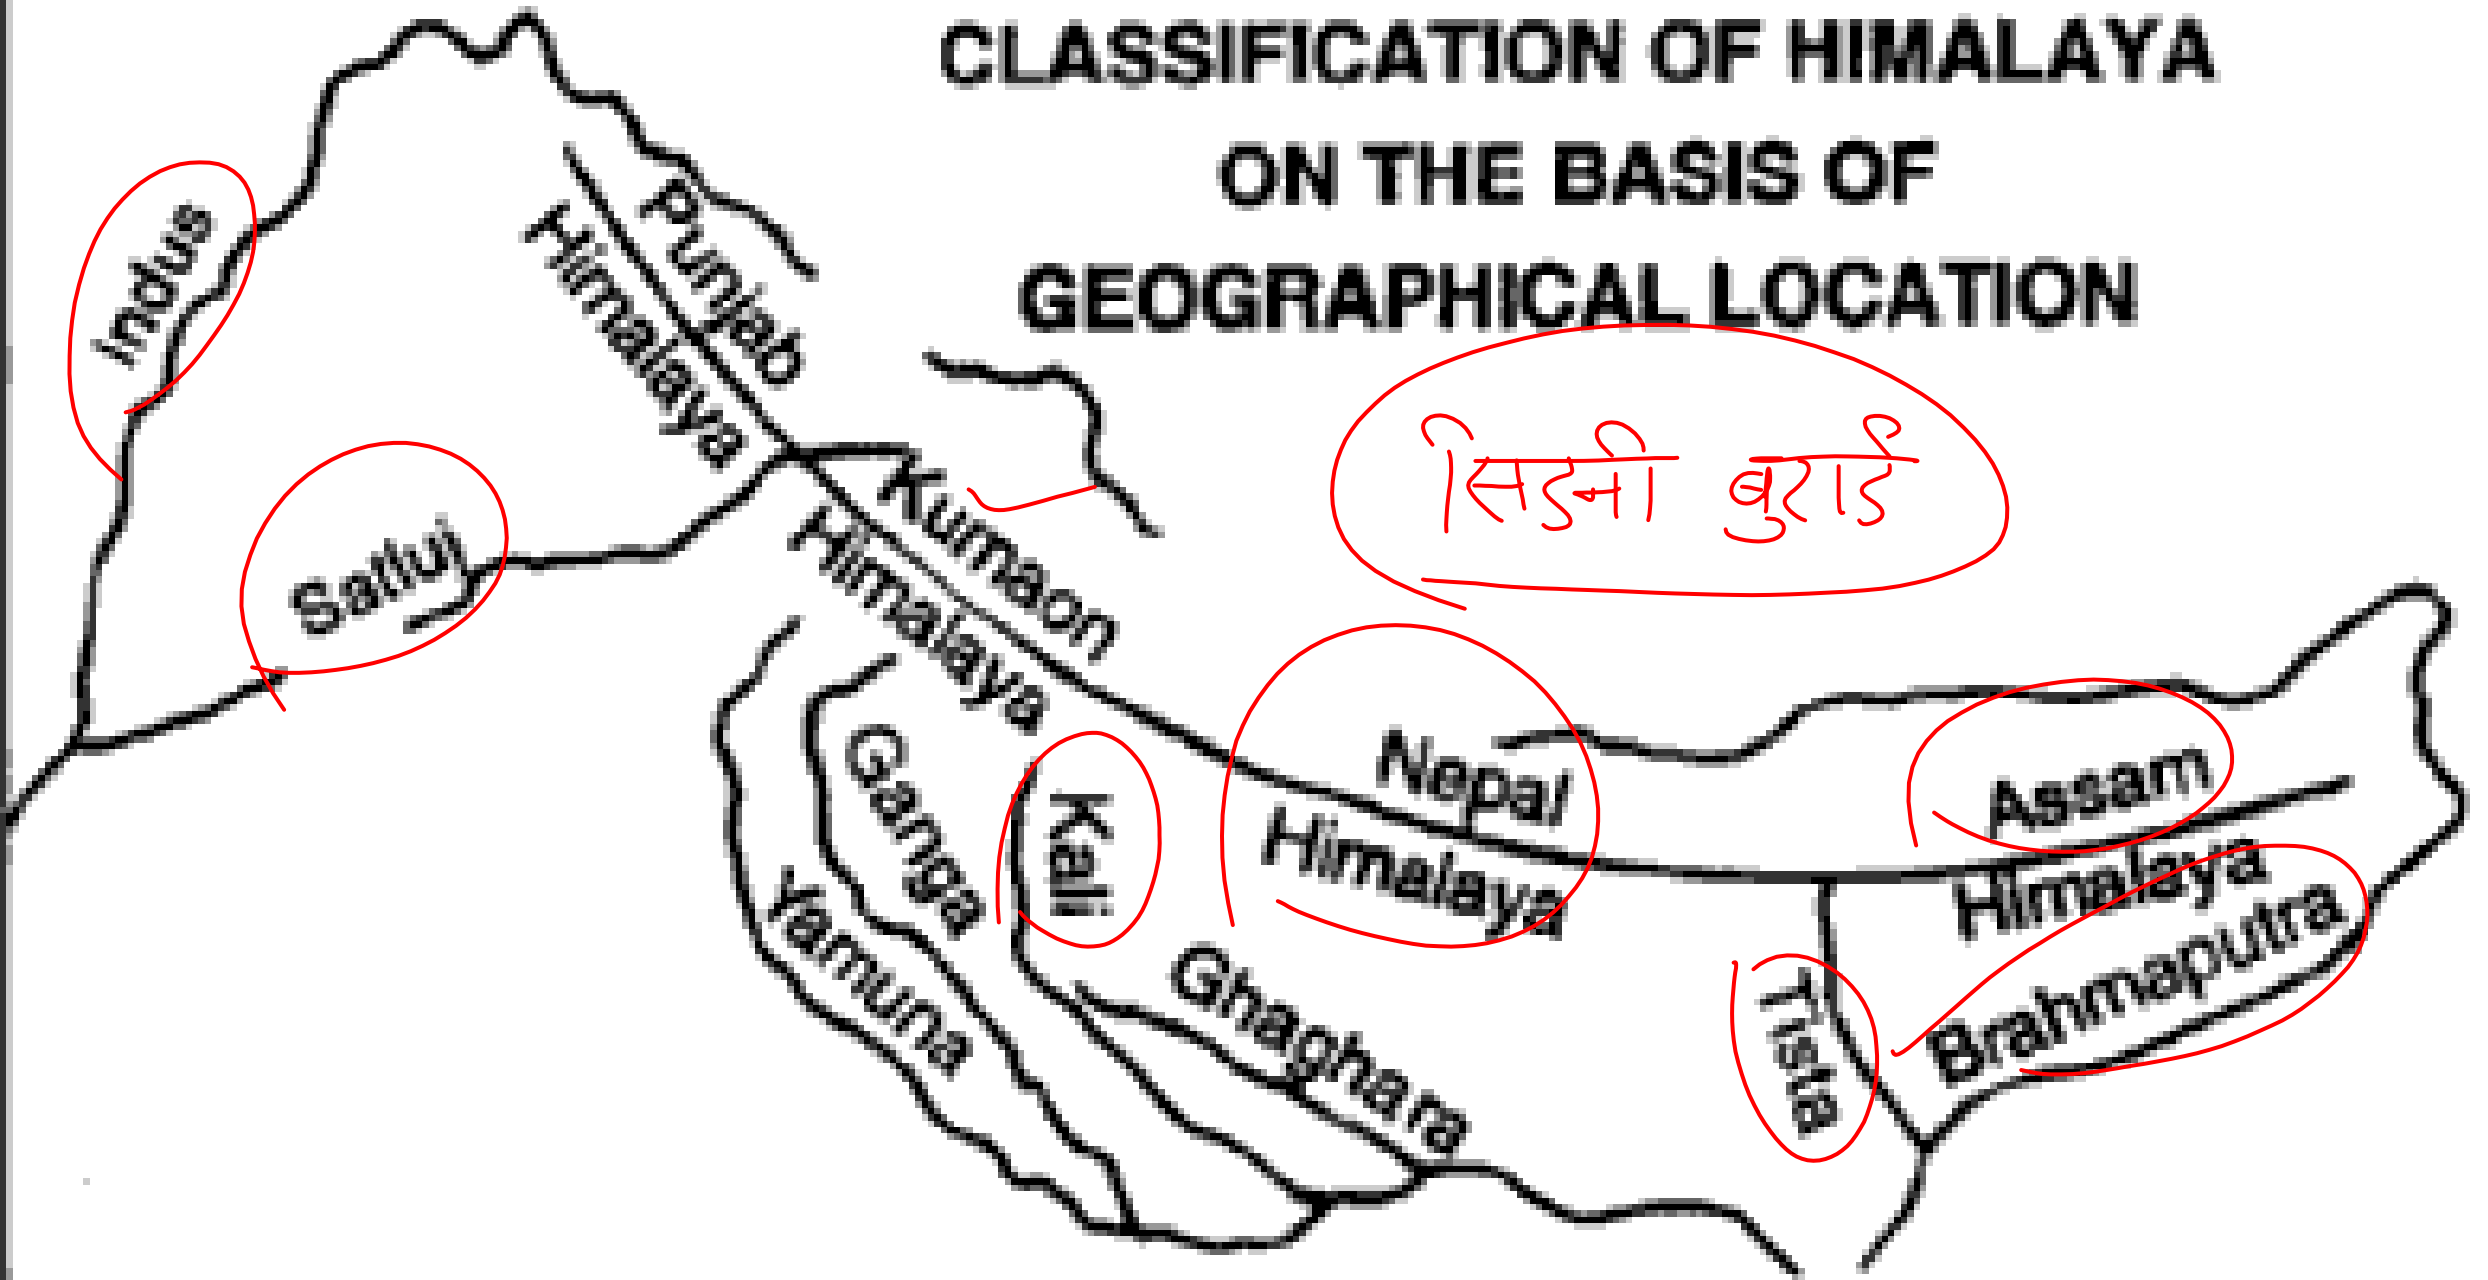 CLASSIFICATION OF HIMALAYA
ON THE BASIS OF
GEOGRAPHICAL LOCATION
Indus
Punjab
Himalaya
Satluj
Kumaon
Himalaya
Nepal
Himalaya
Assam
Himalaya
Ganga
Kali
Yamuna
Ghaghara
Tista
Brahmaputra
बुराई